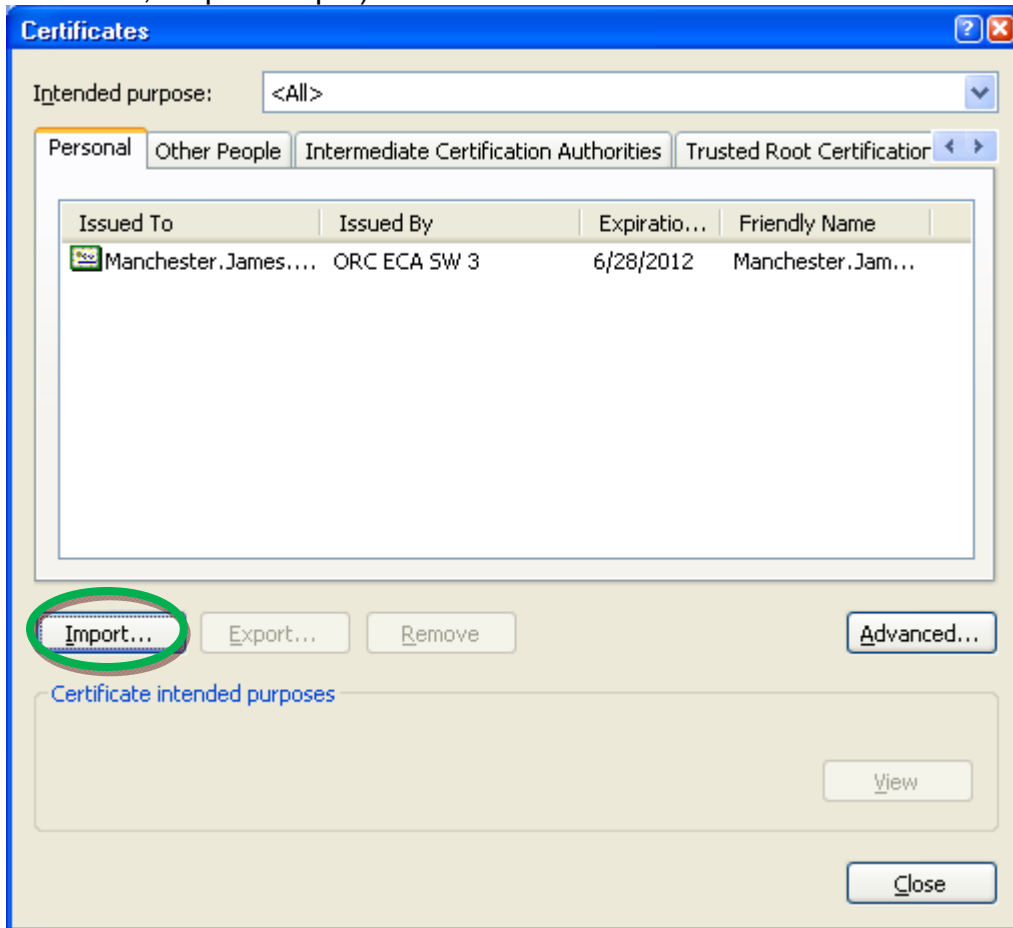 Certificates
Intended purpose: <All>
Personal Other People Intermediate Certification Authorities Trusted Root Certification
Issued To Issued By Expiratio... Friendly Name
Manchester.James.... ORC ECA SW 3 6/28/2012 Manchester.Jam...
Import... Export... Remove Advanced...
Certificate intended purposes
View
Close